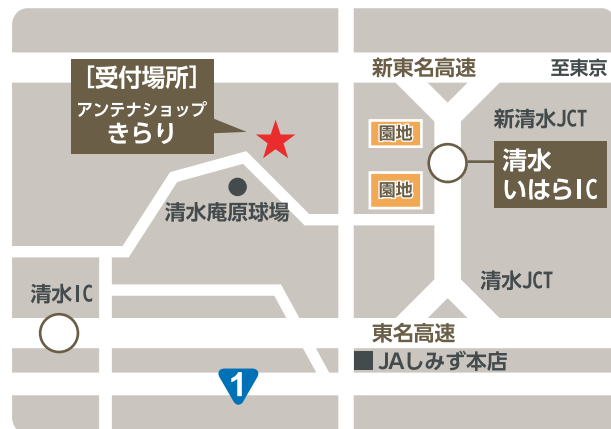 新東名高速
至東京
[受付場所]
アンテナショップ
きらり
新清水JCT
園地
清水
いはらIC
園地
清水庵原球場
清水JCT
清水IC
東名高速
JAしみず本店
1